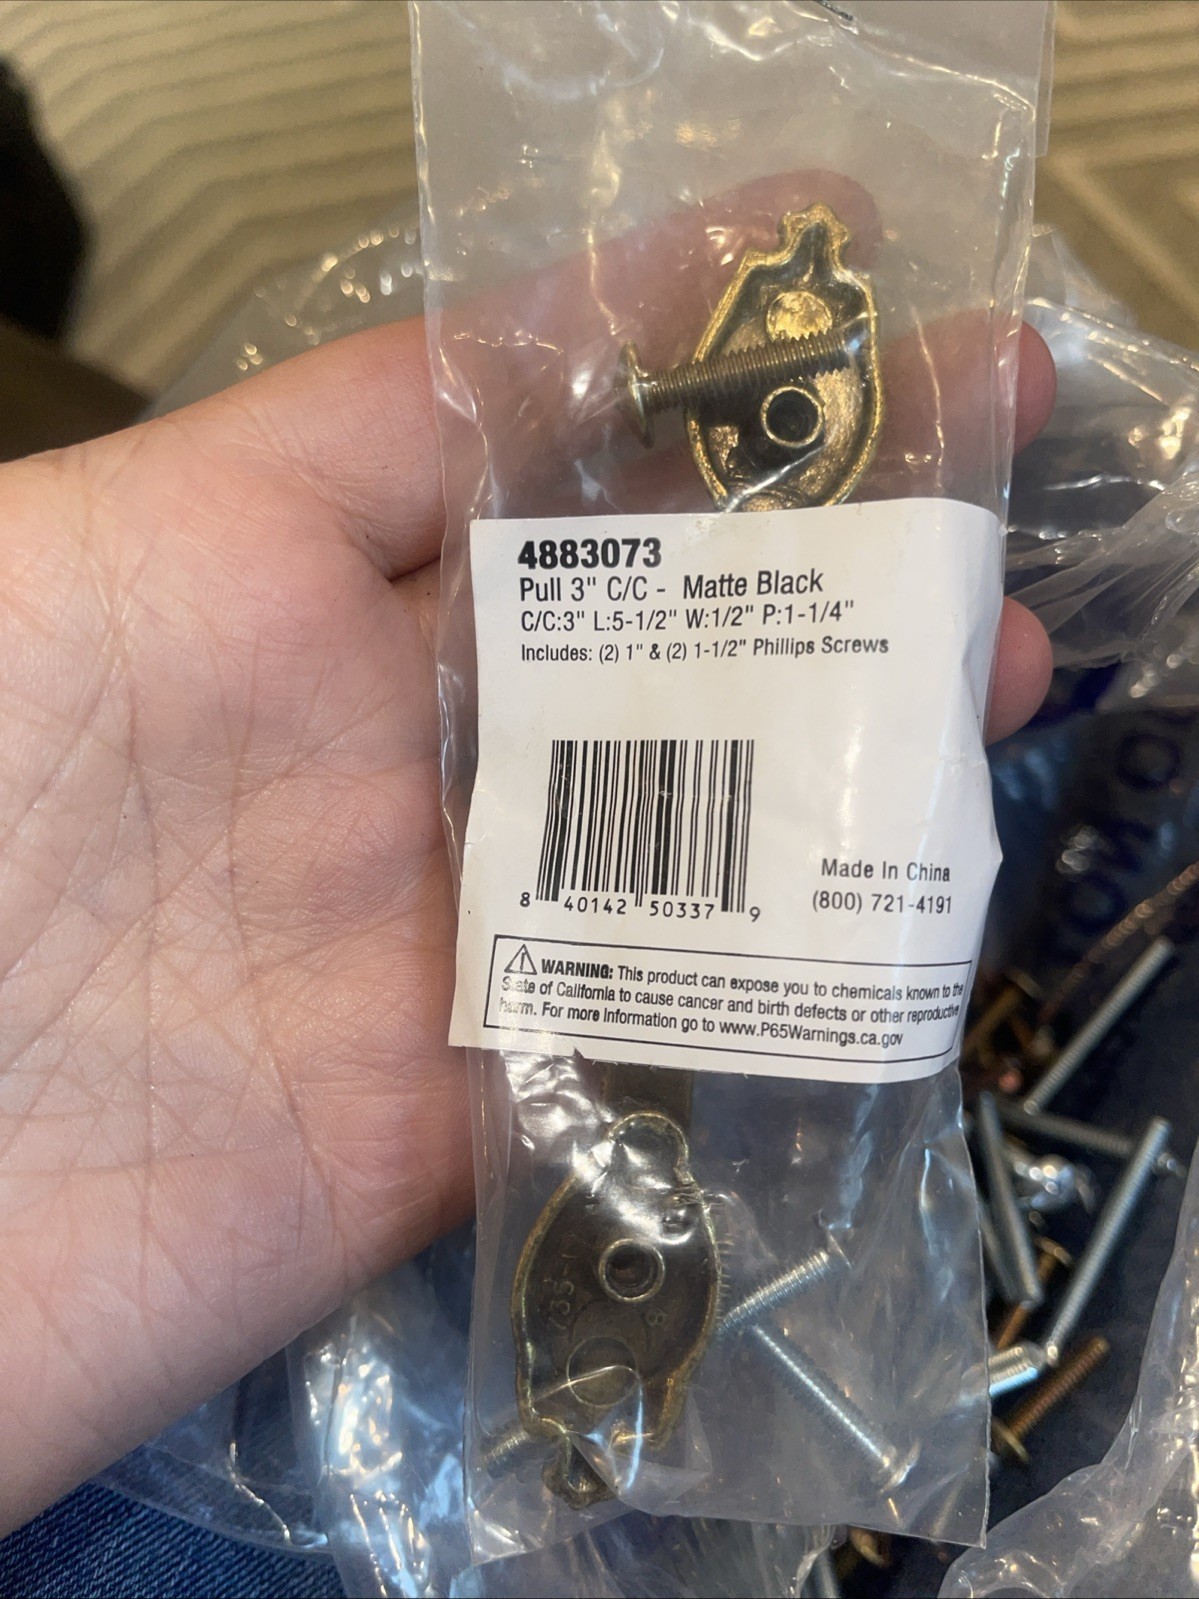 4883073
Pull 3" C/C - Matte Black
C/C:3" L:5-1/2" W:1/2" P:1-1/4"
Includes: (2) 1" & (2) 1-1/2" Phillips Screws
8 40142 50337 9
Made In China
(800) 721-4191
WARNING: This product can expose you to chemicals known to the
State of California to cause cancer and birth defects or other reproductive
harm. For more Information go to www.P65Warnings.ca.gov